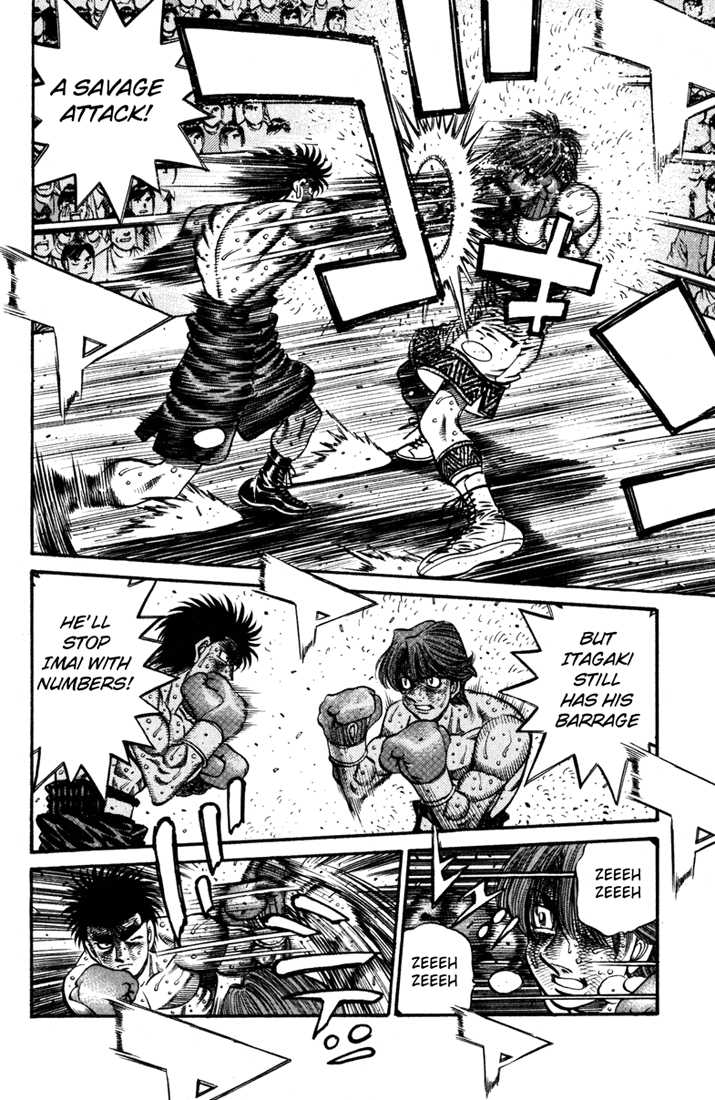 A SAVAGE
ATTACK!
BUT
ITAGAKI
STILL
HAS HIS
BARRAGE
HE'LL
STOP
IMAI WITH
NUMBERS!
ZEEEH
ZEEEH
ZEEEH
ZEEEH